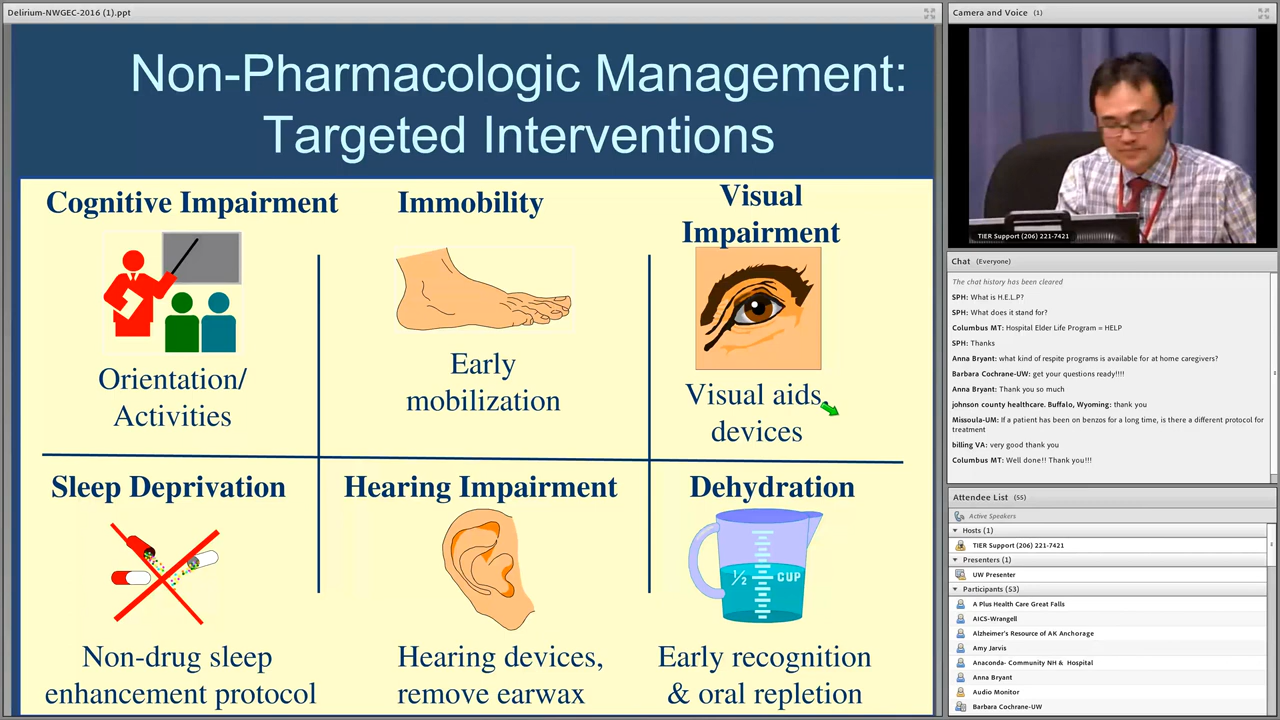 Delirium-NWGEC-2016 (1).ppt
Non-Pharmacologic Management:
Targeted Interventions
Cognitive Impairment
Orientation/
Activities
Immobility
Early
mobilization
Visual
Impairment
Visual aids,
devices
Sleep Deprivation
Non-drug sleep
enhancement protocol
Hearing Impairment
Hearing devices,
remove earwax
Dehydration
½ CUP
Early recognition
& oral repletion
Camera and Voice (1)
TIER Support (206) 221-7421
Chat (Everyone)
The chat history has been cleared
SPH: What is H.E.L.P?
SPH: What does it stand for?
Columbus MT: Hospital Elder Life Program = HELP
SPH: Thanks
Anna Bryant: what kind of respite programs is available for at home caregivers?
Barbara Cochrane-UW: get your questions ready!!!!
Anna Bryant: Thank you so much
johnson county healthcare. Buffalo, Wyoming: thank you
Missoula-UM: If a patient has been on benzos for a long time, is there a different protocol for
treatment
billing VA: very good thank you
Columbus MT: Well done!! Thank you!!!
Attendee List (55)
Active Speakers
Hosts (1)
TIER Support (206) 221-7421
Presenters (1)
UW Presenter
Participants (53)
A Plus Health Care Great Falls
AICS-Wrangell
Alzheimer's Resource of AK Anchorage
Amy Jarvis
Anaconda- Community NH & Hospital
Anna Bryant
Audio Monitor
Barbara Cochrane-UW